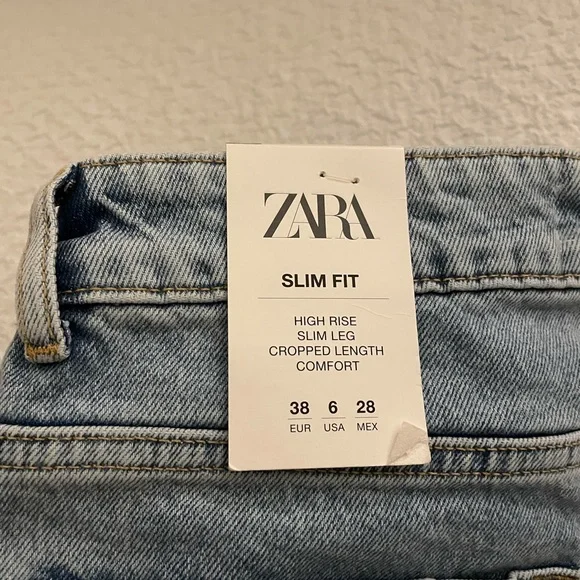 ZARA
SLIM FIT
HIGH RISE
SLIM LEG
CROPPED LENGTH
COMFORT
38 6 28
EUR USA MEX